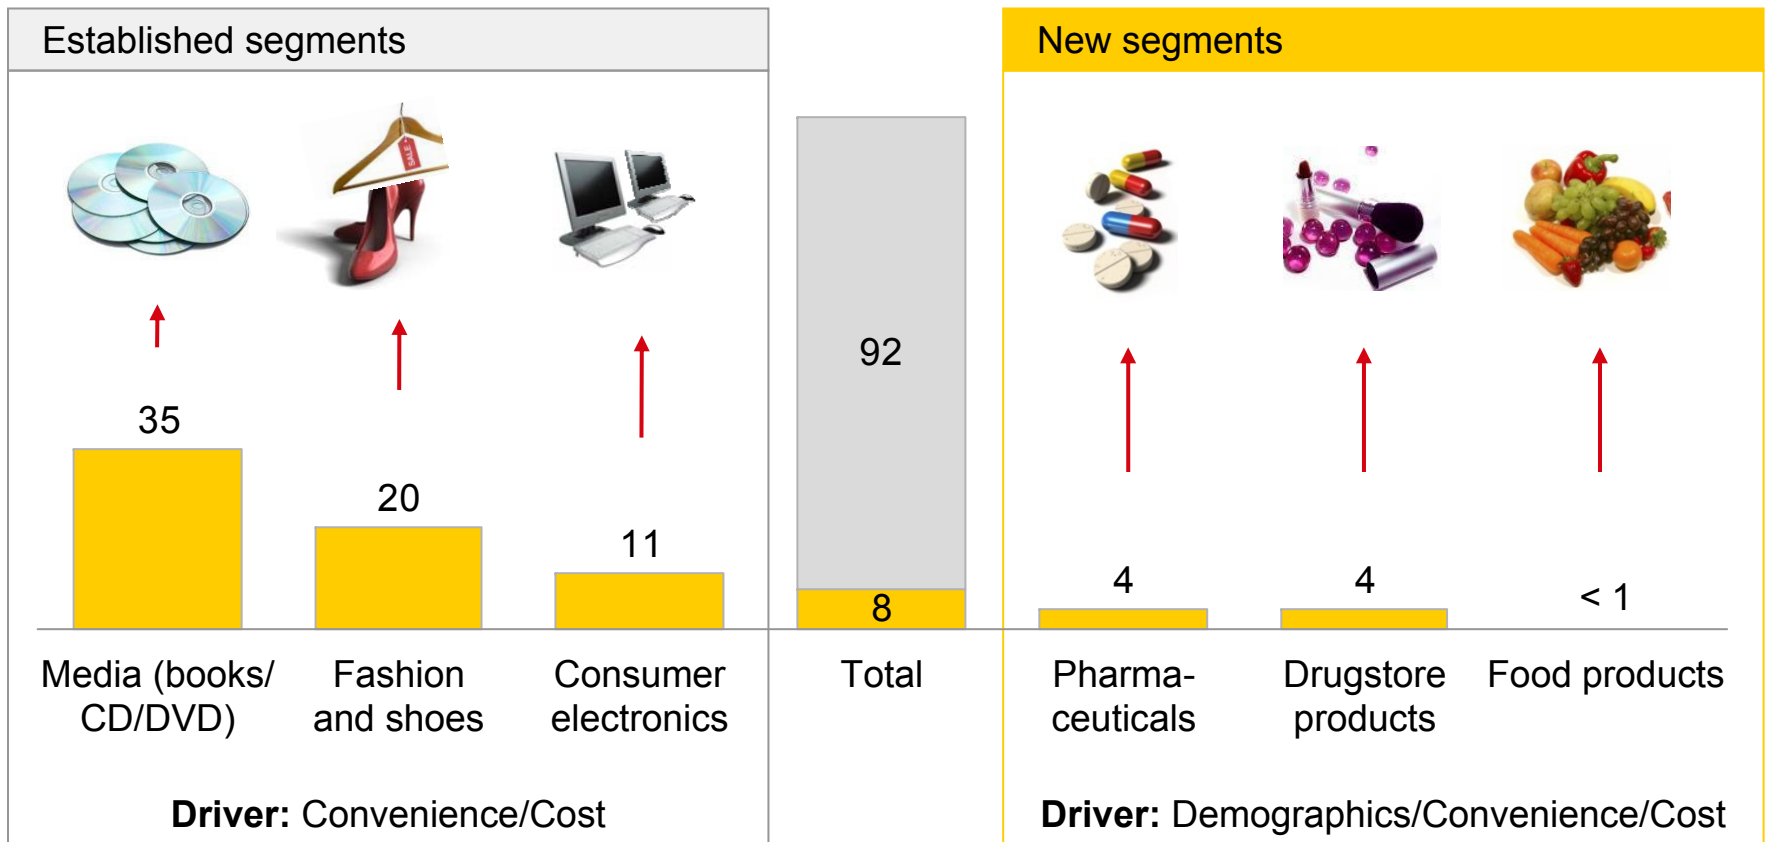 Established segments
New segments
SALE
35
20
11
92
8
4
4
< 1
Media (books/
CD/DVD)
Fashion
and shoes
Consumer
electronics
Total
Pharma-
ceuticals
Drugstore
products
Food products
Driver: Convenience/Cost
Driver: Demographics/Convenience/Cost